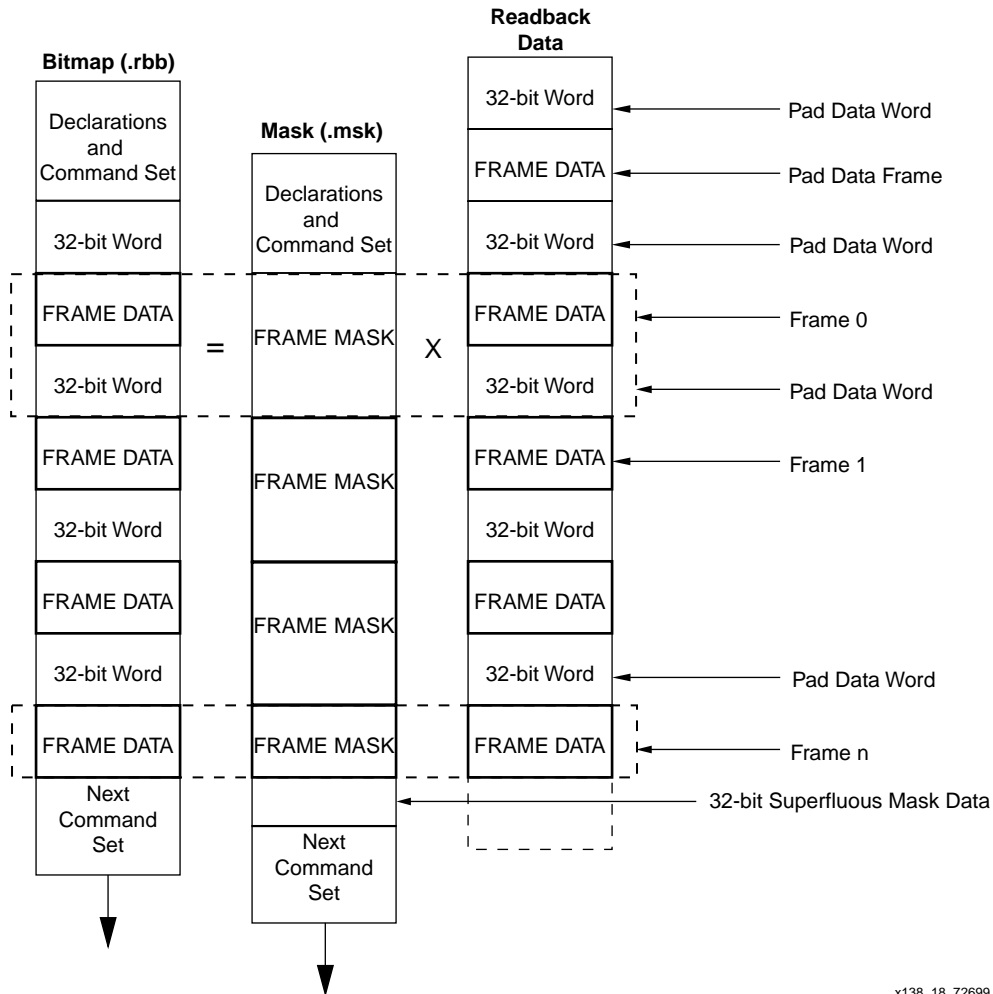 Bitmap (.rbb)
Declarations
and
Command Set
32-bit Word
FRAME DATA
32-bit Word
FRAME DATA
32-bit Word
FRAME DATA
32-bit Word
FRAME DATA
Next
Command
Set
=
Mask (.msk)
Declarations
and
Command Set
FRAME MASK
FRAME MASK
FRAME MASK
FRAME MASK
Next
Command
Set
X
Readback
Data
32-bit Word
FRAME DATA
32-bit Word
FRAME DATA
32-bit Word
FRAME DATA
32-bit Word
FRAME DATA
32-bit Word
FRAME DATA
Pad Data Word
Pad Data Frame
Pad Data Word
Frame 0
Pad Data Word
Frame 1
Pad Data Word
Frame n
32-bit Superfluous Mask Data
x138_18_72699